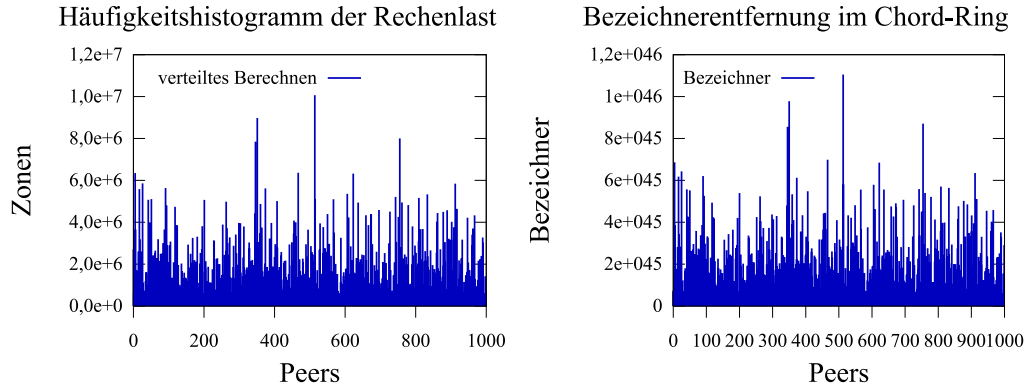 Häufigkeitshistogramm der Rechenlast
1,2e+7
1,0e+7
8,0e+6
6,0e+6
4,0e+6
2,0e+6
0,0e+0
Zonen
verteiltes Berechnen
0 200 400 600 800 1000
Peers
Bezeichnerentfernung im Chord-Ring
1,2e+046
1e+046
8e+045
6e+045
4e+045
2e+045
0
Bezeichner
Bezeichner
0 100 200 300 400 500 600 700 800 900 1000
Peers